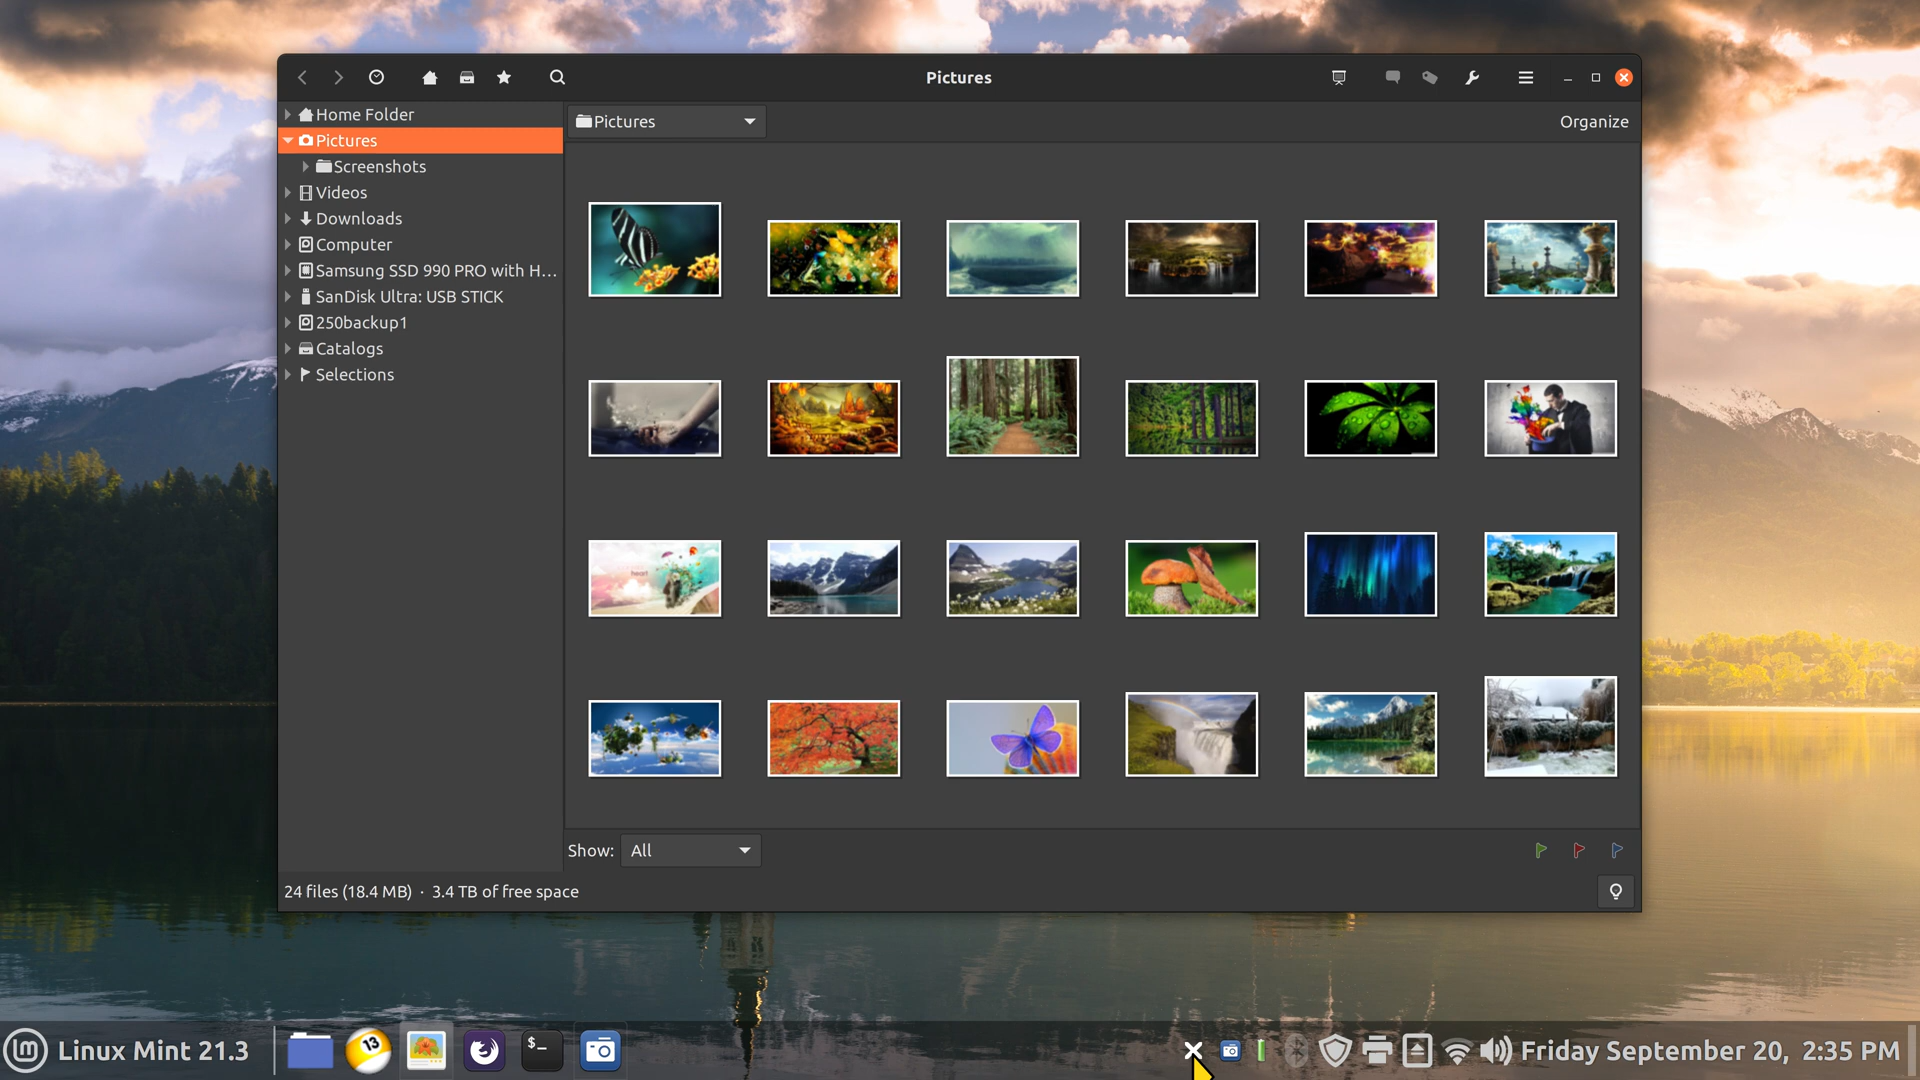 Pictures
Home Folder
Pictures
Screenshots
Videos
Downloads
Computer
Samsung SSD 990 PRO with H...
SanDisk Ultra: USB STICK
250backup1
Catalogs
Selections
Pictures
Organize
heart
Show: All
24 files (18.4 MB) · 3.4 TB of free space
Linux Mint 21.3
13
$_
Friday September 20, 2:35 PM